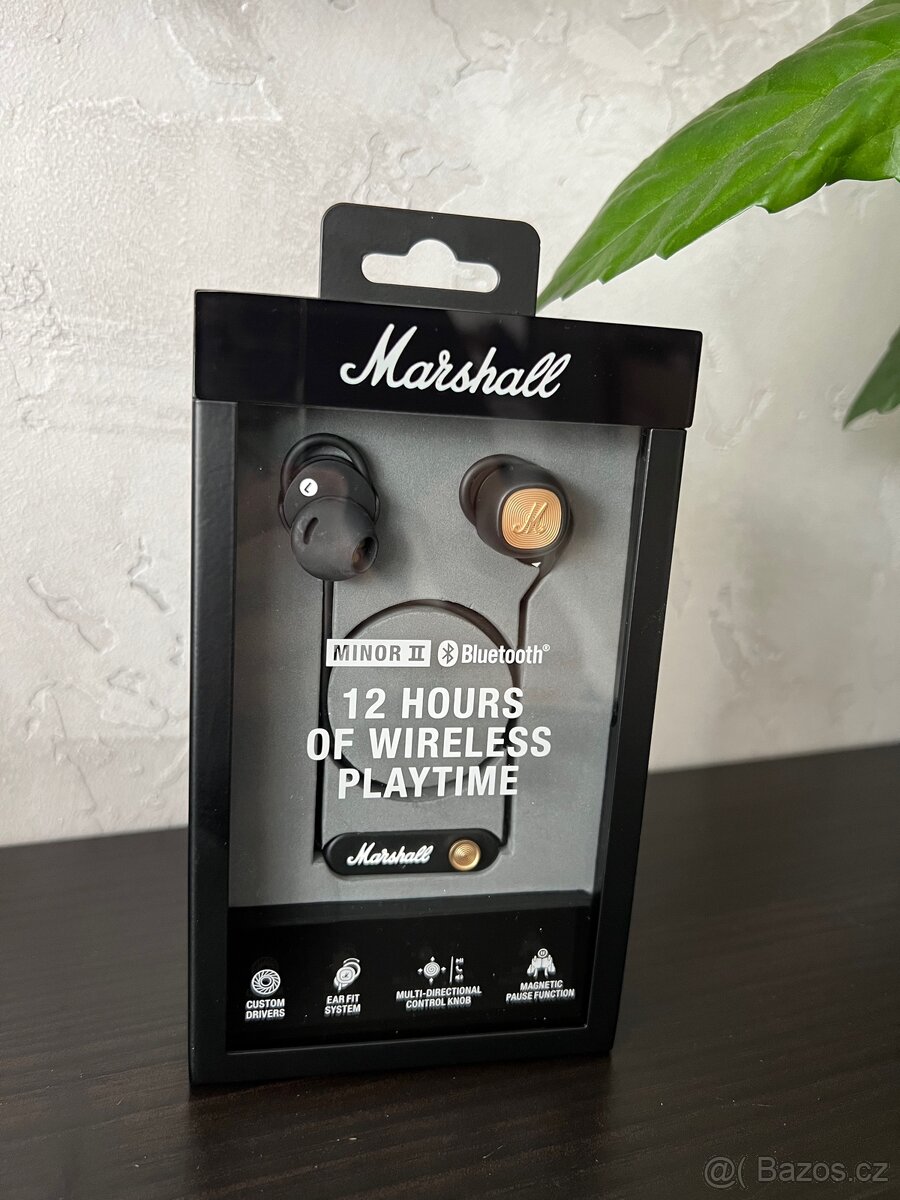 Marshall
L
M
MINOR II Bluetooth®
12 HOURS
OF WIRELESS
PLAYTIME
Marshall
CUSTOM
DRIVERS
EAR FIT
SYSTEM
MULTI-DIRECTIONAL
CONTROL KNOB
MAGNETIC
PAUSE FUNCTION
@( Bazos.cz